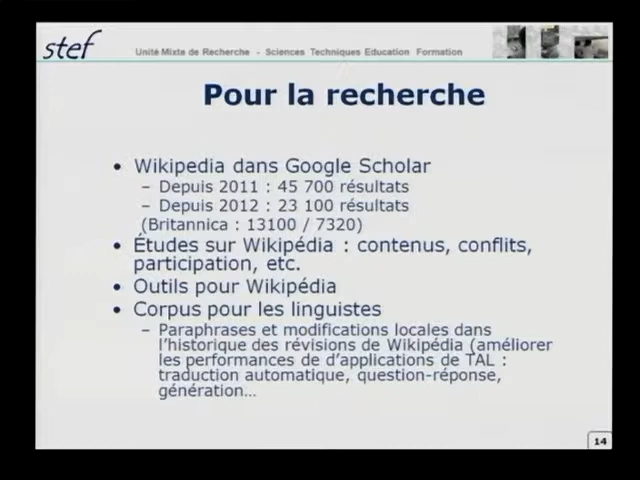 stef
Unité Mixte de Recherche - Sciences Techniques Education Formation
Pour la recherche
• Wikipedia dans Google Scholar
– Depuis 2011 : 45 700 résultats
– Depuis 2012 : 23 100 résultats
(Britannica : 13100 / 7320)
• Études sur Wikipédia : contenus, conflits,
participation, etc.
• Outils pour Wikipédia
• Corpus pour les linguistes
– Paraphrases et modifications locales dans
l'historique des révisions de Wikipédia (améliorer
les performances de d'applications de TAL :
traduction automatique, question-réponse,
génération…
14